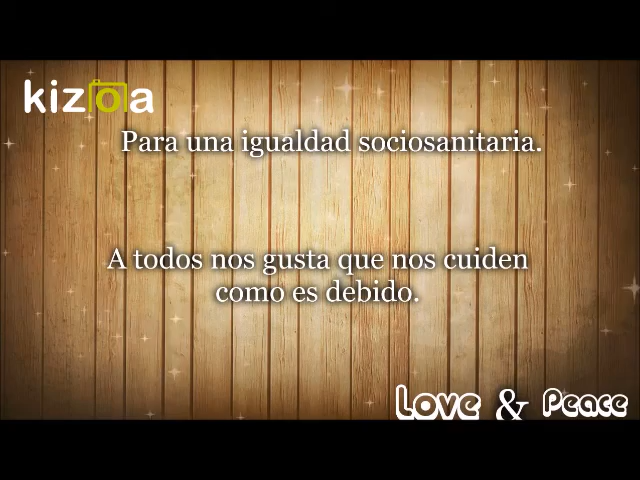 kizoa
Para una igualdad sociosanitaria.
A todos nos gusta que nos cuiden
como es debido.
Love & Peace